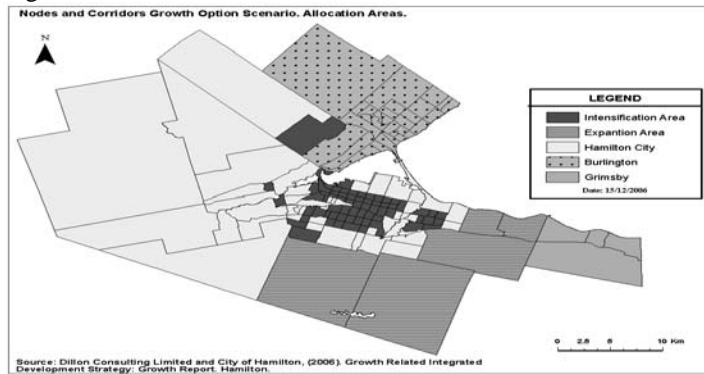 Nodes and Corridors Growth Option Scenario. Allocation Areas.
N
LEGEND
Intensification Area
Expantion Area
Hamilton City
Burlington
Grimsby
Date: 15/12/2006
0 2.5 5 10 Km
Source: Dillon Consulting Limited and City of Hamilton, (2006). Growth Related Integrated
Development Strategy: Growth Report. Hamilton.